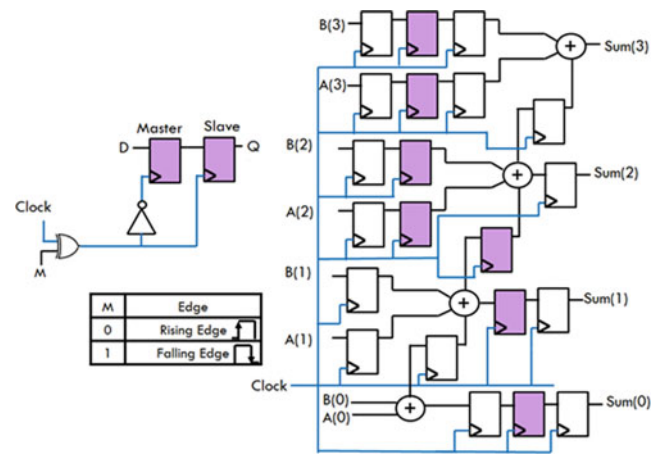 B(3)
Sum(3)
A(3)
Master
Slave
D
Q
B(2)
Sum(2)
Clock
A(2)
M
B(1)
Sum(1)
M Edge
0 Rising Edge
1 Falling Edge
A(1)
Clock
B(0)
A(0)
Sum(0)
+
+
+
+